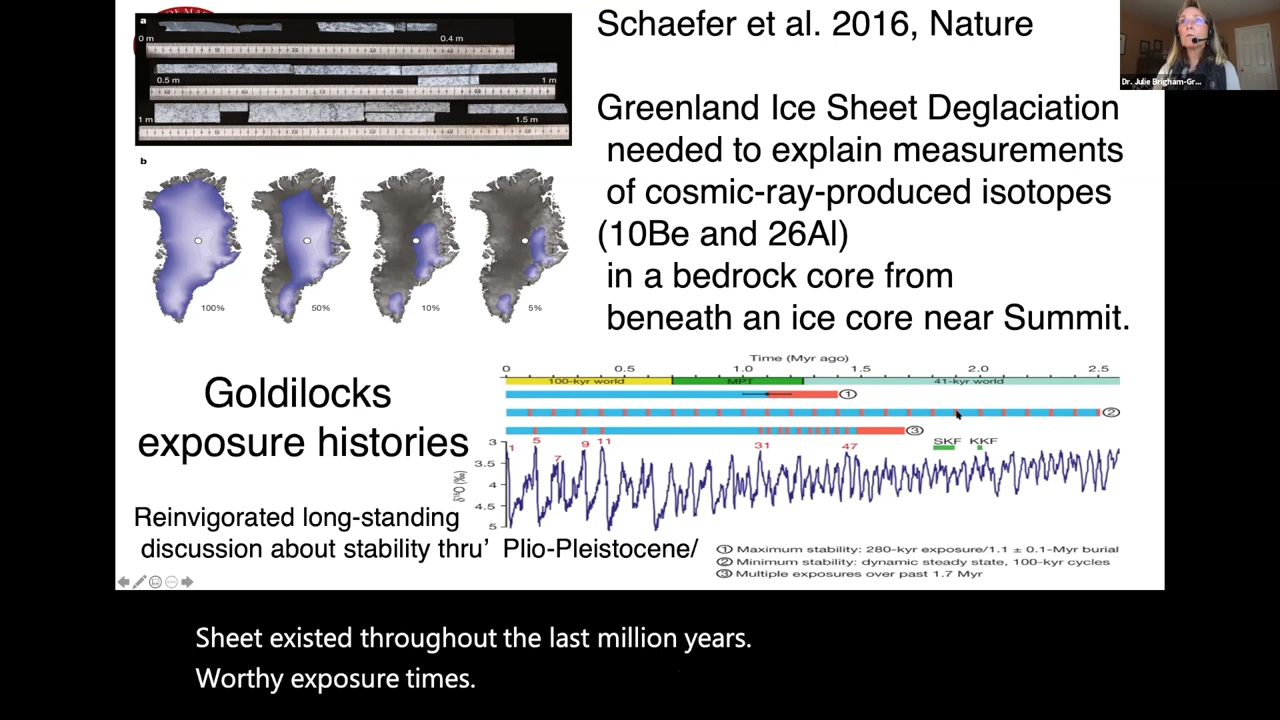 Schaefer et al. 2016, Nature
Dr. Julie Brigham-Gr...
a
0 m
0.4 m
0.5 m
1 m
1 m
1.5 m
Greenland Ice Sheet Deglaciation
needed to explain measurements
of cosmic-ray-produced isotopes
(10Be and 26Al)
in a bedrock core from
beneath an ice core near Summit.
b
100%
50%
10%
5%
Goldilocks
exposure histories
Time (Myr ago)
0
0.5
1.0
1.5
2.0
2.5
100-kyr world
MPT
41-kyr world
1
2
3
SKF KKF
1
5
7
9
11
31
47
3
3.5
4
4.5
5
δ18O (‰)
Reinvigorated long-standing
discussion about stability thru’ Plio-Pleistocene/
1 Maximum stability: 280-kyr exposure/1.1 ± 0.1-Myr burial
2 Minimum stability: dynamic steady state, 100-kyr cycles
3 Multiple exposures over past 1.7 Myr
Sheet existed throughout the last million years.
Worthy exposure times.